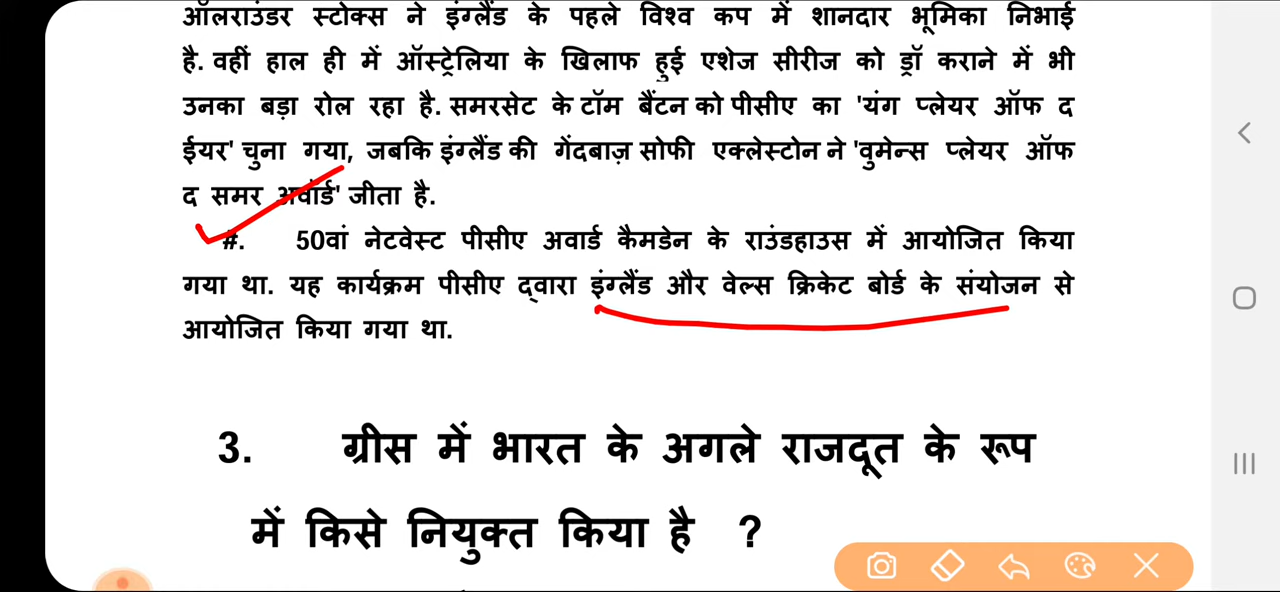 ऑलराउंडर स्टोक्स ने इंग्लैंड के पहले विश्व कप में शानदार भूमिका निभाई
है. वहीं हाल ही में ऑस्ट्रेलिया के खिलाफ हुई एशेज सीरीज को ड्रॉ कराने में भी
उनका बड़ा रोल रहा है. समरसेट के टॉम बैंटन को पीसीए का 'यंग प्लेयर ऑफ द
ईयर' चुना गया, जबकि इंग्लैंड की गेंदबाज़ सोफी एक्लेस्टोन ने 'वुमेन्स प्लेयर ऑफ
द समर अवॉर्ड' जीता है.
#. 50वां नेटवेस्ट पीसीए अवार्ड कैमडेन के राउंडहाउस में आयोजित किया
गया था. यह कार्यक्रम पीसीए द्वारा इंग्लैंड और वेल्स क्रिकेट बोर्ड के संयोजन से
आयोजित किया गया था.
3. ग्रीस में भारत के अगले राजदूत के रूप
में किसे नियुक्त किया है ?